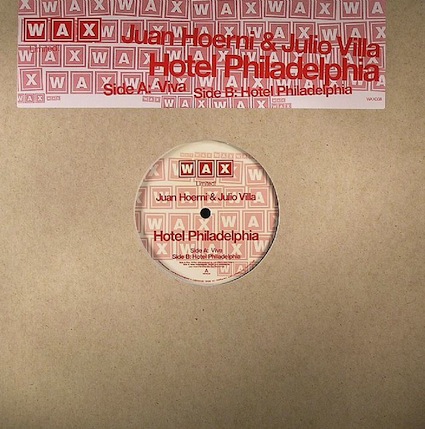 WAX
Limited!
Juan Hoerni & Julio Villa
Hotel Philadelphia
Side A: Viva Side B: Hotel Philadelphia
WAX
Limited!
Juan Hoerni & Julio Villa
Hotel Philadelphia
Side A: Viva
Side B: Hotel Philadelphia